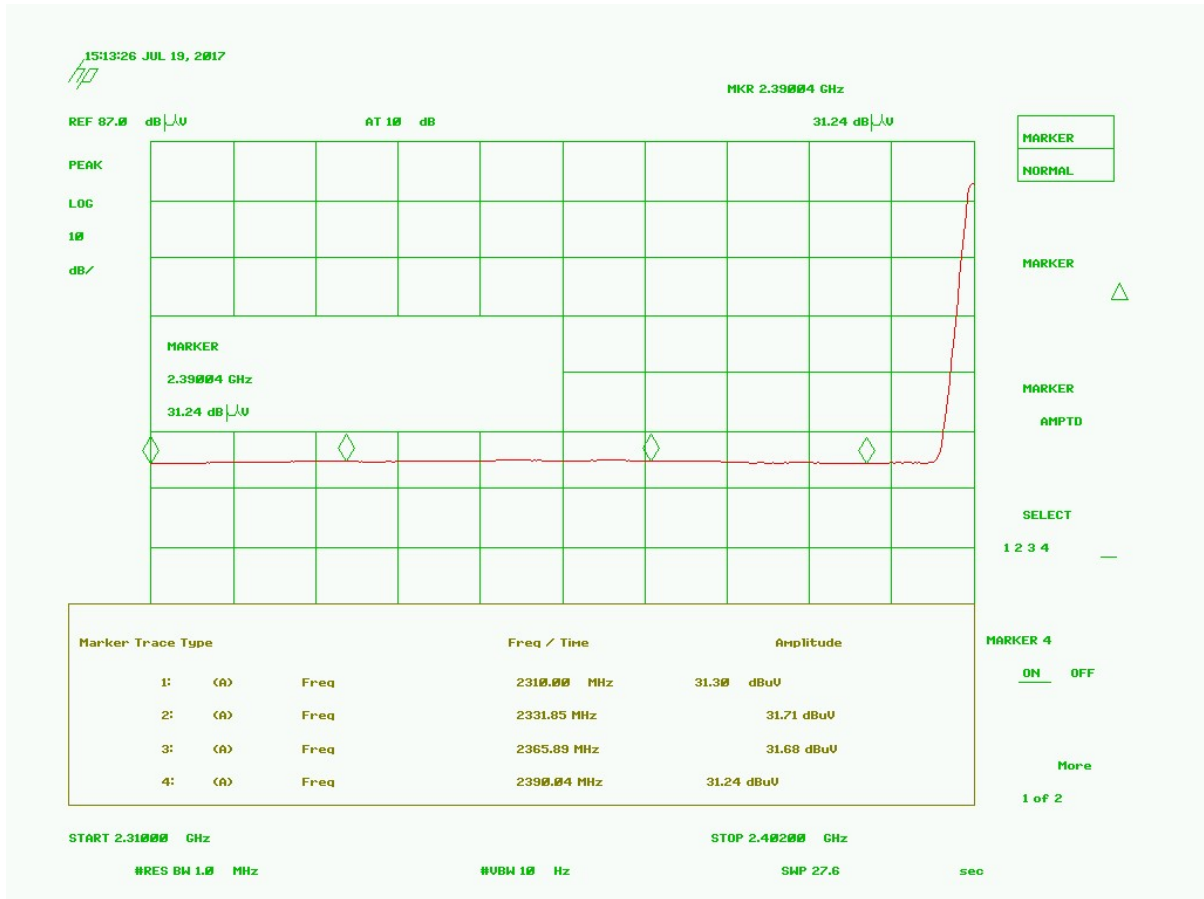 15:13:26 JUL 19, 2017
hp
MKR 2.39004 GHz
REF 87.0 dBµV AT 10 dB 31.24 dBµV
PEAK
LOG
10
dB/
MARKER
2.39004 GHz
31.24 dBµV
MARKER
NORMAL
MARKER
△
MARKER
AMPTD
SELECT
1 2 3 4
MARKER 4
ON OFF
More
1 of 2
Marker Trace Type Freq / Time Amplitude
1: (A) Freq 2310.00 MHz 31.30 dBuV
2: (A) Freq 2331.85 MHz 31.71 dBuV
3: (A) Freq 2365.89 MHz 31.68 dBuV
4: (A) Freq 2390.04 MHz 31.24 dBuV
START 2.31000 GHz STOP 2.40200 GHz
#RES BW 1.0 MHz #VBW 10 Hz SWP 27.6 sec